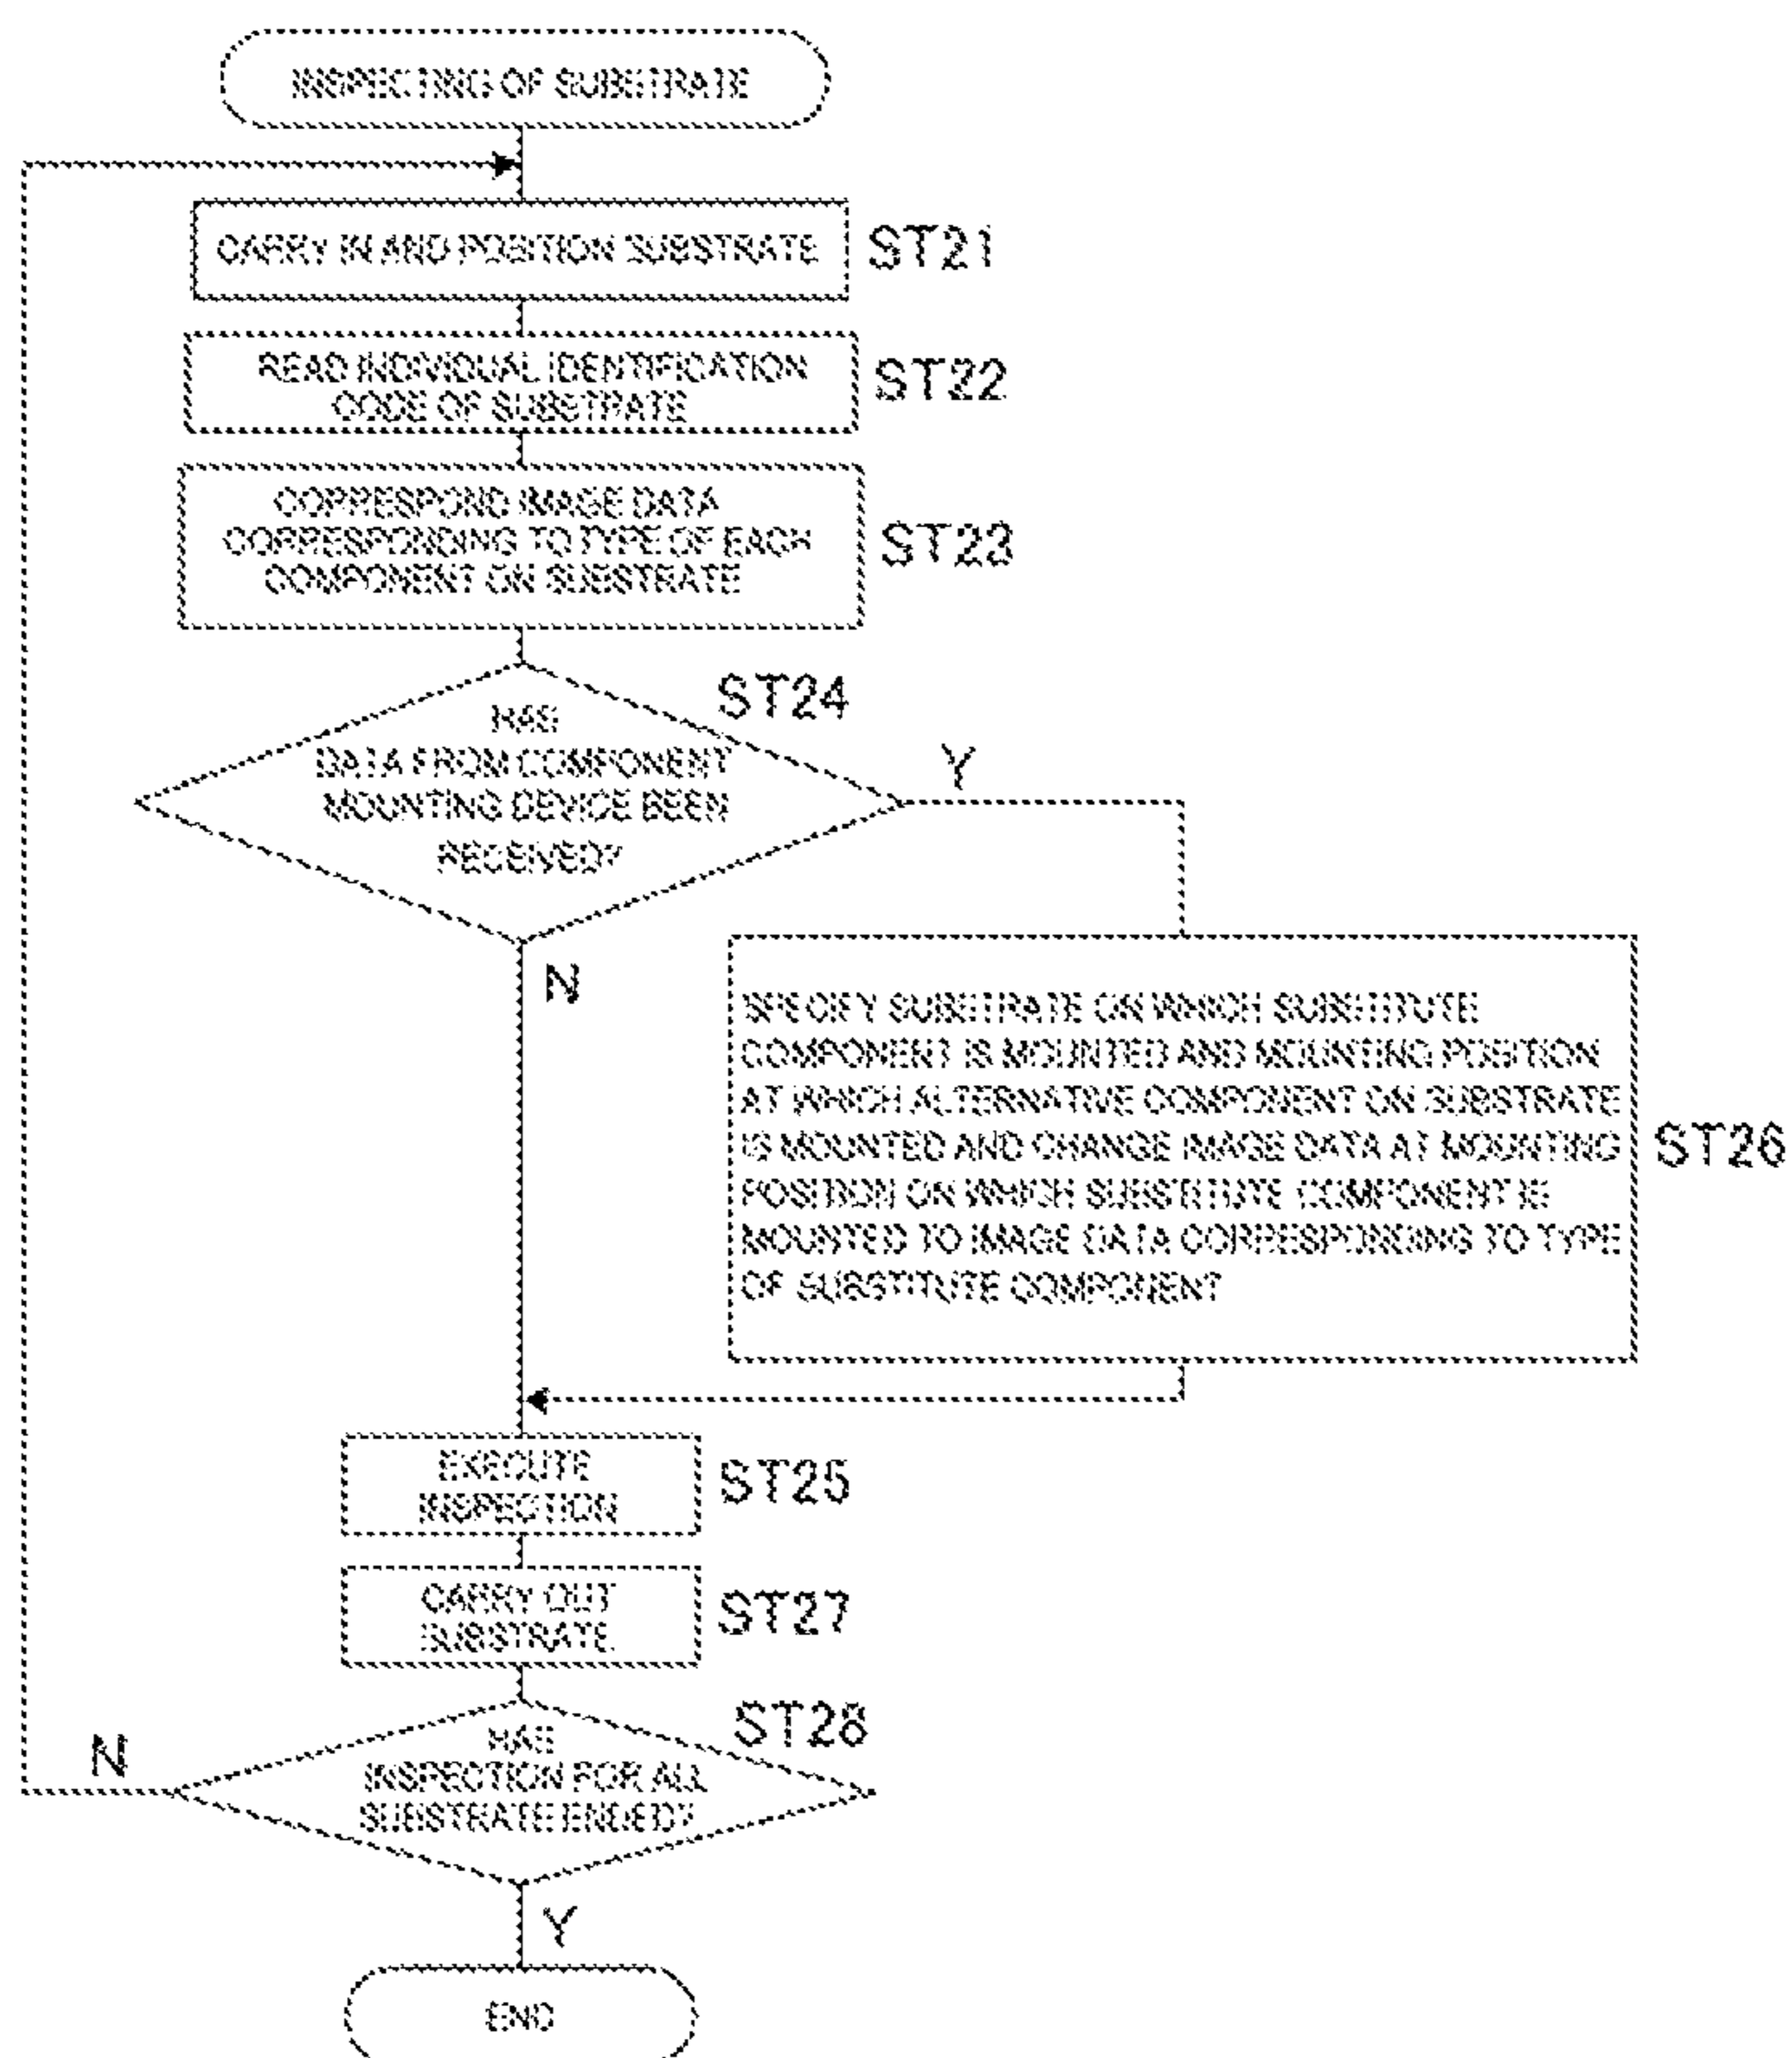 INSPECTING OF SUBSTRATE
CARRY IN AND POSITION SUBSTRATE
ST21
READ INDIVIDUAL IDENTIFICATION
CODE OF SUBSTRATE
ST22
CORRESPOND IMAGE DATA
CORRESPONDING TO TYPE OF EACH
COMPONENT ON SUBSTRATE
ST23
ST24
HAS
DATA FROM COMPONENT
MOUNTING DEVICE BEEN
RECEIVED?
Y
N
SPECIFY SUBSTRATE ON WHICH SUBSTITUTE
COMPONENT IS MOUNTED AND MOUNTING POSITION
AT WHICH ALTERNATIVE COMPONENT ON SUBSTRATE
IS MOUNTED AND CHANGE IMAGE DATA AT MOUNTING
POSITION ON WHICH SUBSTITUTE COMPONENT IS
MOUNTED TO IMAGE DATA CORRESPONDING TO TYPE
OF SUBSTITUTE COMPONENT
ST26
EXECUTE
INSPECTION
ST25
CARRY OUT
SUBSTRATE
ST27
ST28
HAS
INSPECTION FOR ALL
SUBSTRATE ENDED?
N
Y
END